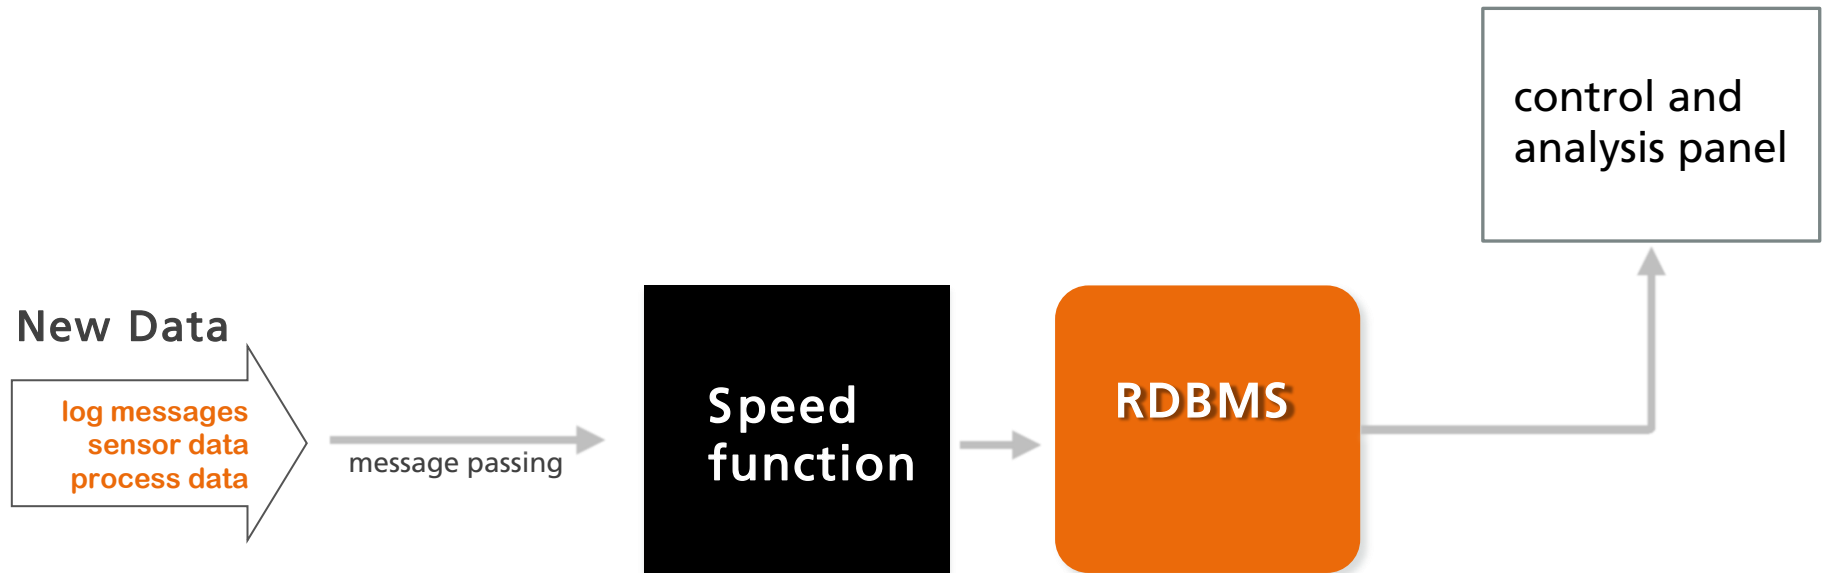 control and
analysis panel
New Data
log messages
sensor data
process data
message passing
Speed
function
RDBMS